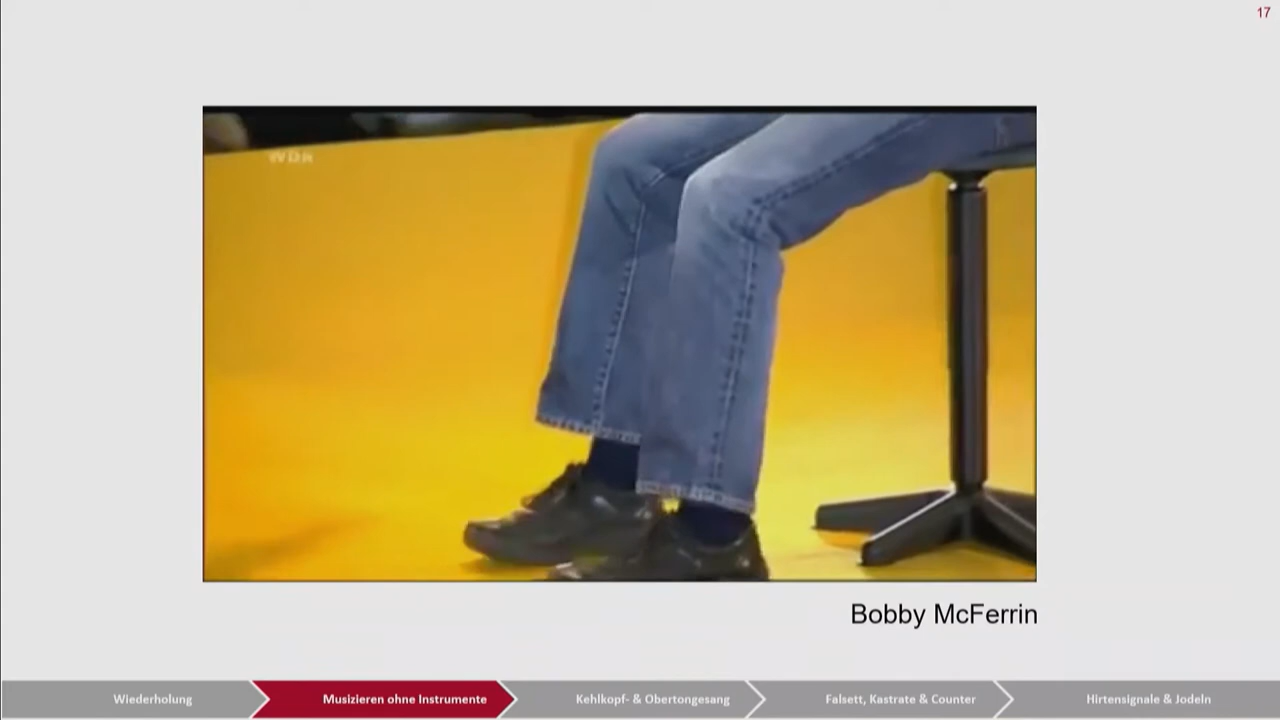 17
WDR
Bobby McFerrin
Wiederholung
Musizieren ohne Instrumente
Kehlkopf- & Obertongesang
Falsett, Kastrate & Counter
Hirtensignale & Jodeln